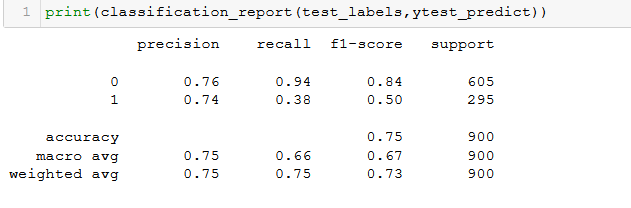 1 print(classification_report(test_labels,ytest_predict))
precision recall f1-score support
0 0.76 0.94 0.84 605
1 0.74 0.38 0.50 295
accuracy 0.75 900
macro avg 0.75 0.66 0.67 900
weighted avg 0.75 0.75 0.73 900